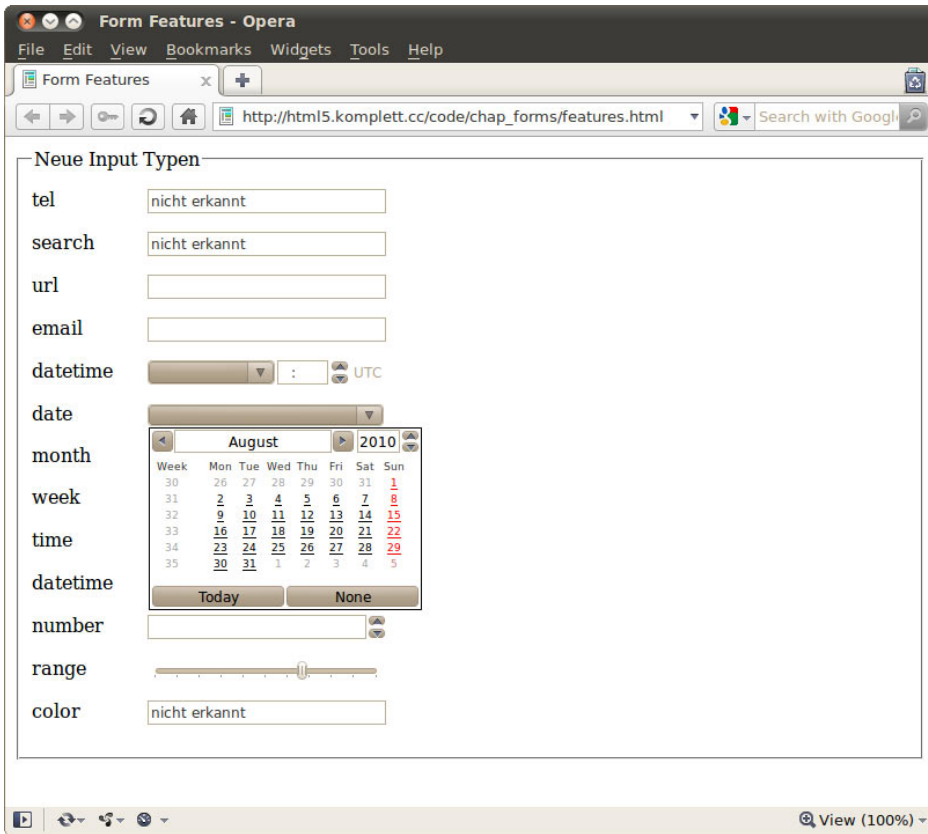 Form Features - Opera
File Edit View Bookmarks Widgets Tools Help
Form Features
http://html5.komplett.cc/code/chap_forms/features.html
Search with Googl
Neue Input Typen
tel nicht erkannt
search nicht erkannt
url
email
datetime : UTC
date
August 2010
month
Week Mon Tue Wed Thu Fri Sat Sun
30 26 27 28 29 30 31 1
week
31 2 3 4 5 6 7 8
32 9 10 11 12 13 14 15
33 16 17 18 19 20 21 22
time
34 23 24 25 26 27 28 29
35 30 31 1 2 3 4 5
datetime
Today None
number
range
color nicht erkannt
View (100%)